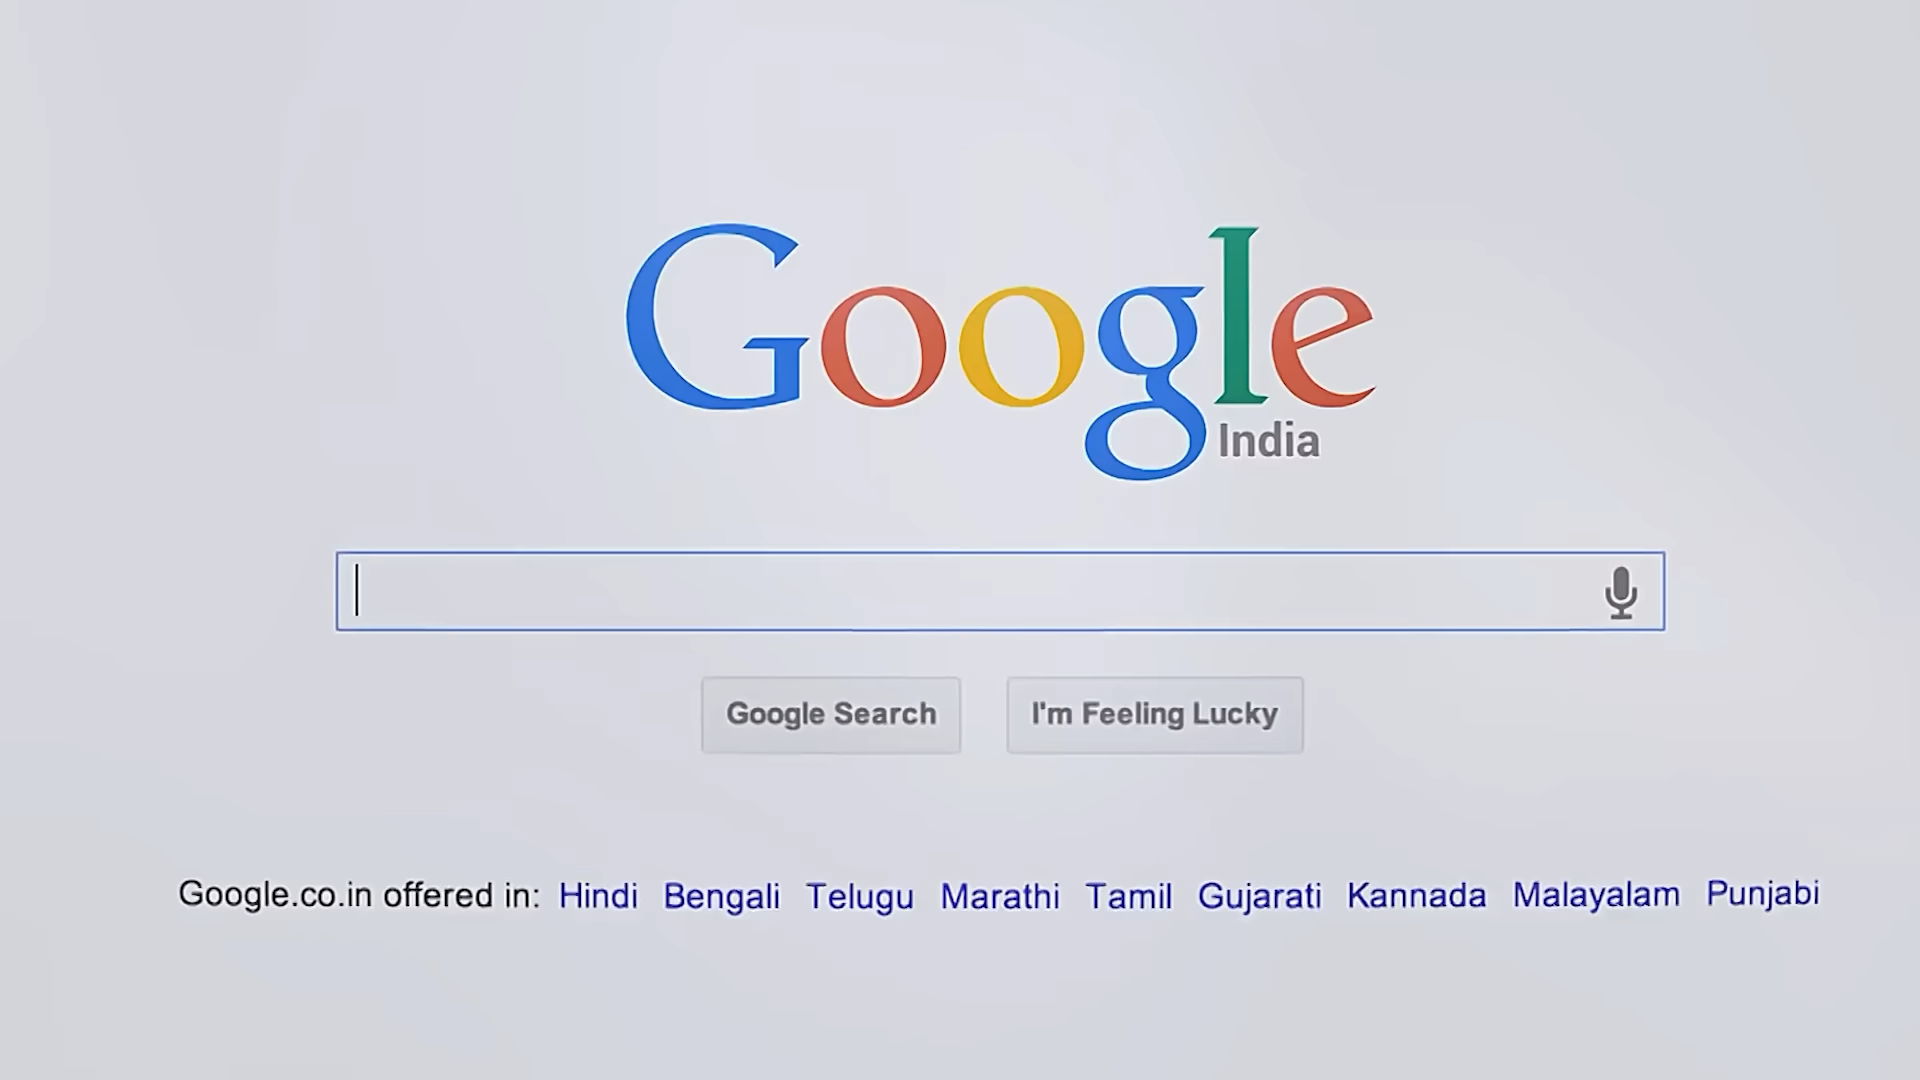 Google
India
Google Search I'm Feeling Lucky
Google.co.in offered in: Hindi Bengali Telugu Marathi Tamil Gujarati Kannada Malayalam Punjabi